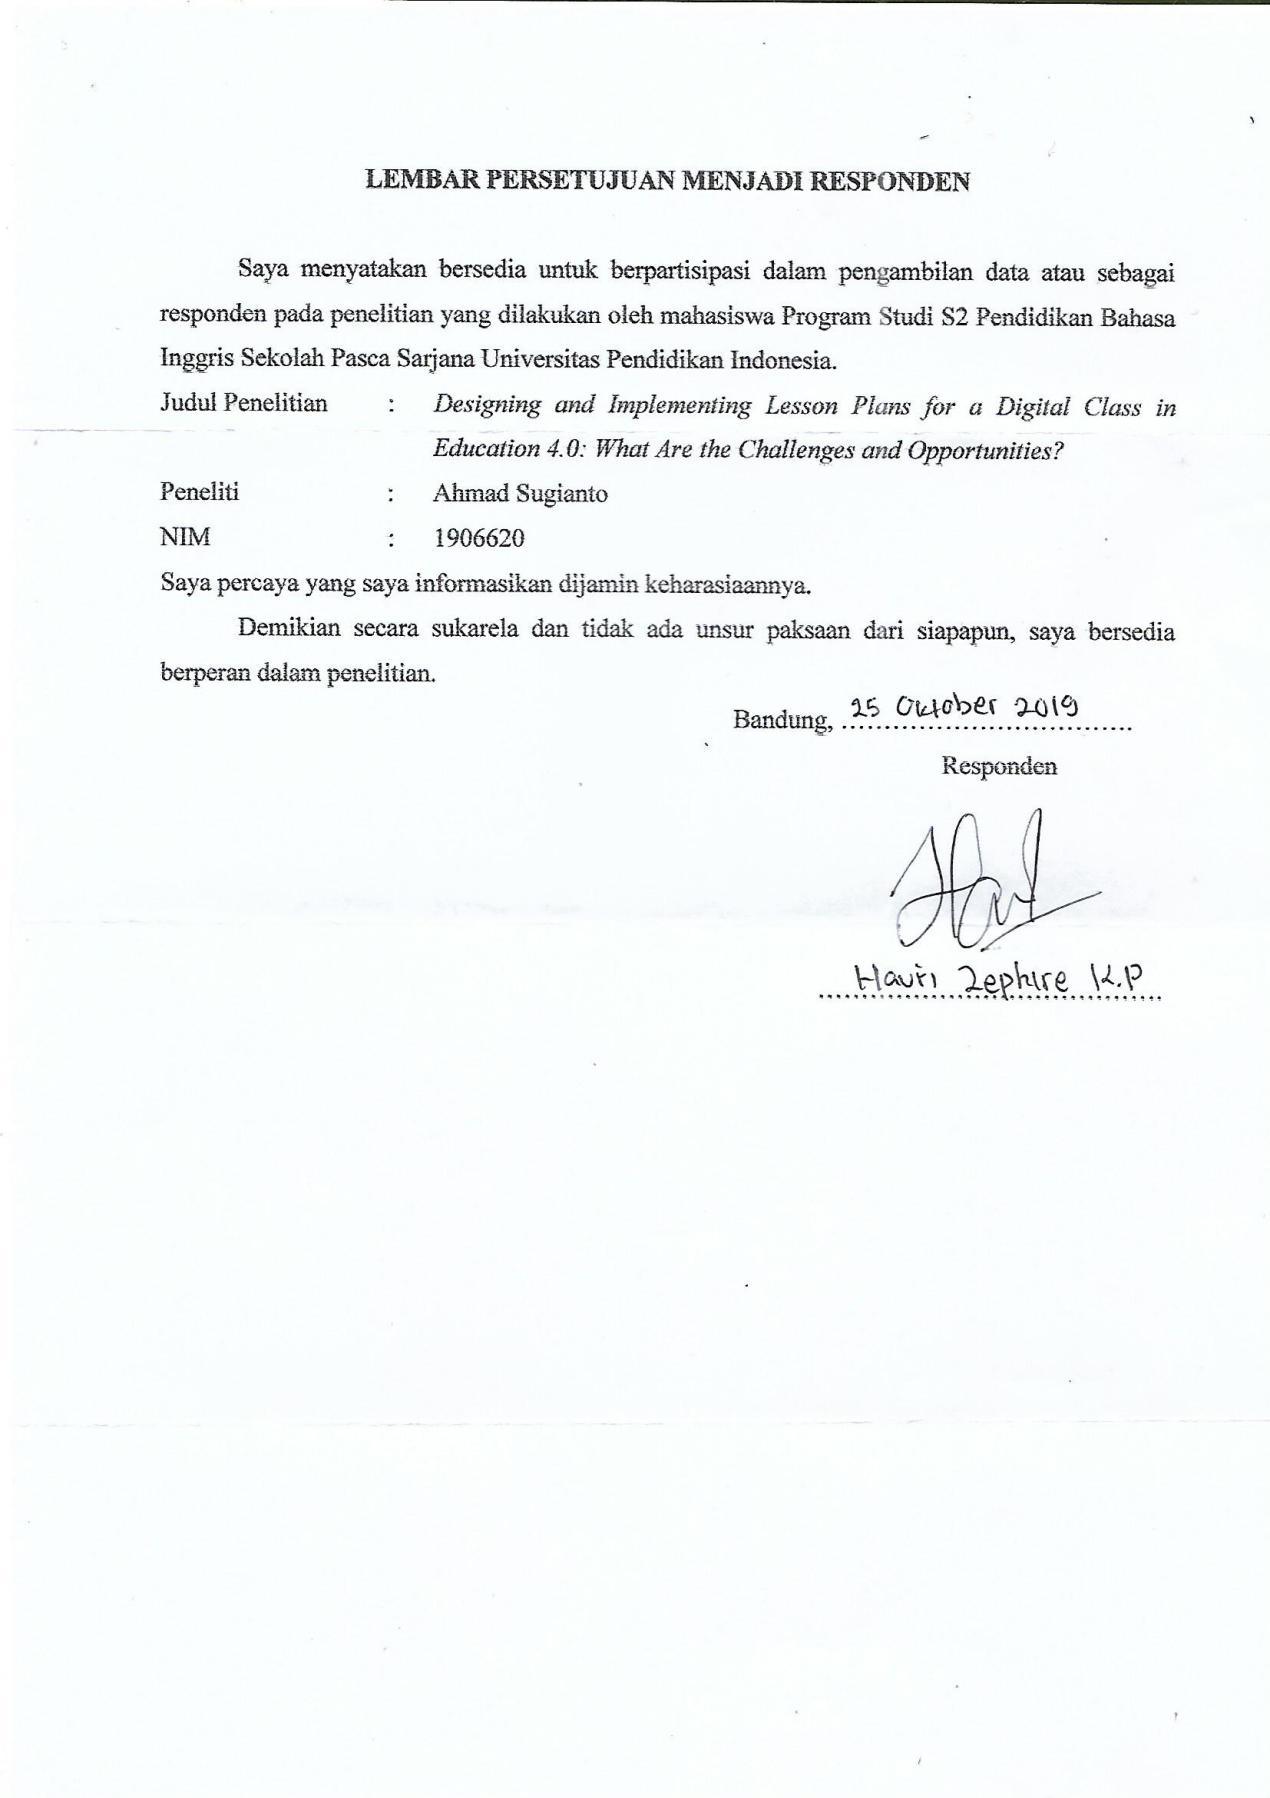 LEMBAR PERSETUJUAN MENJADI RESPONDEN
Saya menyatakan bersedia untuk berpartisipasi dalam pengambilan data atau sebagai
responden pada penelitian yang dilakukan oleh mahasiswa Program Studi S2 Pendidikan Bahasa
Inggris Sekolah Pasca Sarjana Universitas Pendidikan Indonesia.
Judul Penelitian : Designing and Implementing Lesson Plans for a Digital Class in
Education 4.0: What Are the Challenges and Opportunities?
Peneliti : Ahmad Sugianto
NIM : 1906620
Saya percaya yang saya informasikan dijamin keharasiaannya.
Demikian secara sukarela dan tidak ada unsur paksaan dari siapapun, saya bersedia
berperan dalam penelitian.
Bandung, 25 Oktober 2019
Responden
Zephire K.P